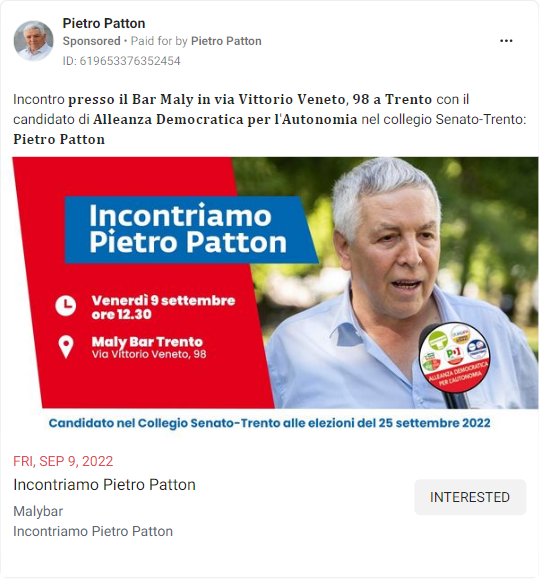 Pietro Patton
Sponsored • Paid for by Pietro Patton
ID: 619653376352454
Incontro presso il Bar Maly in via Vittorio Veneto, 98 a Trento con il
candidato di Alleanza Democratica per l'Autonomia nel collegio Senato-Trento:
Pietro Patton
Incontriamo
Pietro Patton
Venerdì 9 settembre
ore 12.30
Maly Bar Trento
Via Vittorio Veneto, 98
PD
ALLEANZA DEMOCRATICA
PER L'AUTONOMIA
Candidato nel Collegio Senato-Trento alle elezioni del 25 settembre 2022
FRI, SEP 9, 2022
Incontriamo Pietro Patton
INTERESTED
Malybar
Incontriamo Pietro Patton